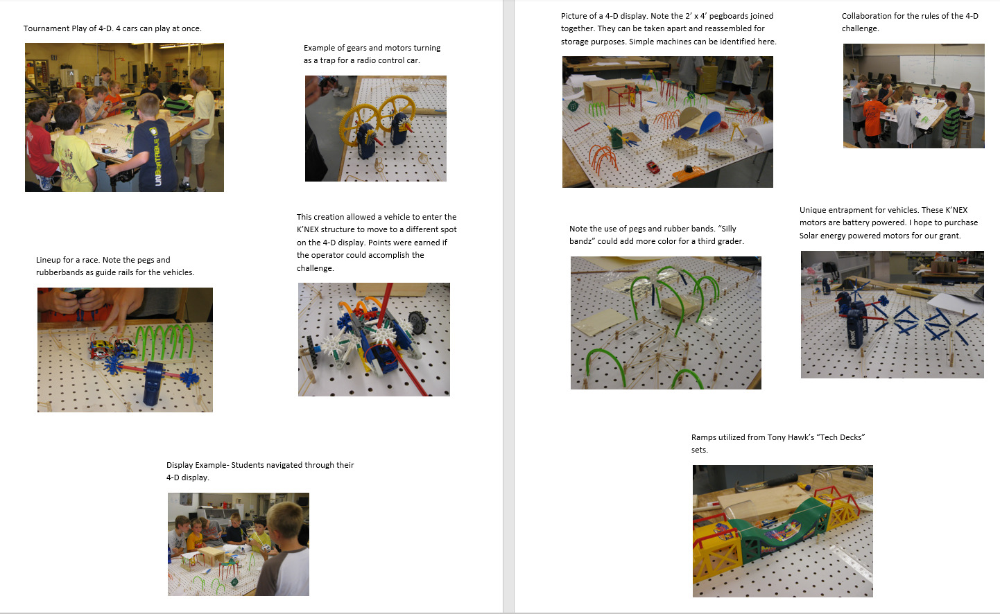 Tournament Play of 4-D. 4 cars can play at once.
Example of gears and motors turning
as a trap for a radio control car.
This creation allowed a vehicle to enter the
K’NEX structure to move to a different spot
on the 4-D display. Points were earned if
the operator could accomplish the
challenge.
Lineup for a race. Note the pegs and
rubberbands as guide rails for the vehicles.
Display Example- Students navigated through their
4-D display.
Picture of a 4-D display. Note the 2’ x 4’ pegboards joined
together. They can be taken apart and reassembled for
storage purposes. Simple machines can be identified here.
Collaboration for the rules of the 4-D
challenge.
Note the use of pegs and rubber bands. “Silly
bandz” could add more color for a third grader.
Unique entrapment for vehicles. These K’NEX
motors are battery powered. I hope to purchase
Solar energy powered motors for our grant.
K'NEX
Ramps utilized from Tony Hawk’s “Tech Decks”
sets.